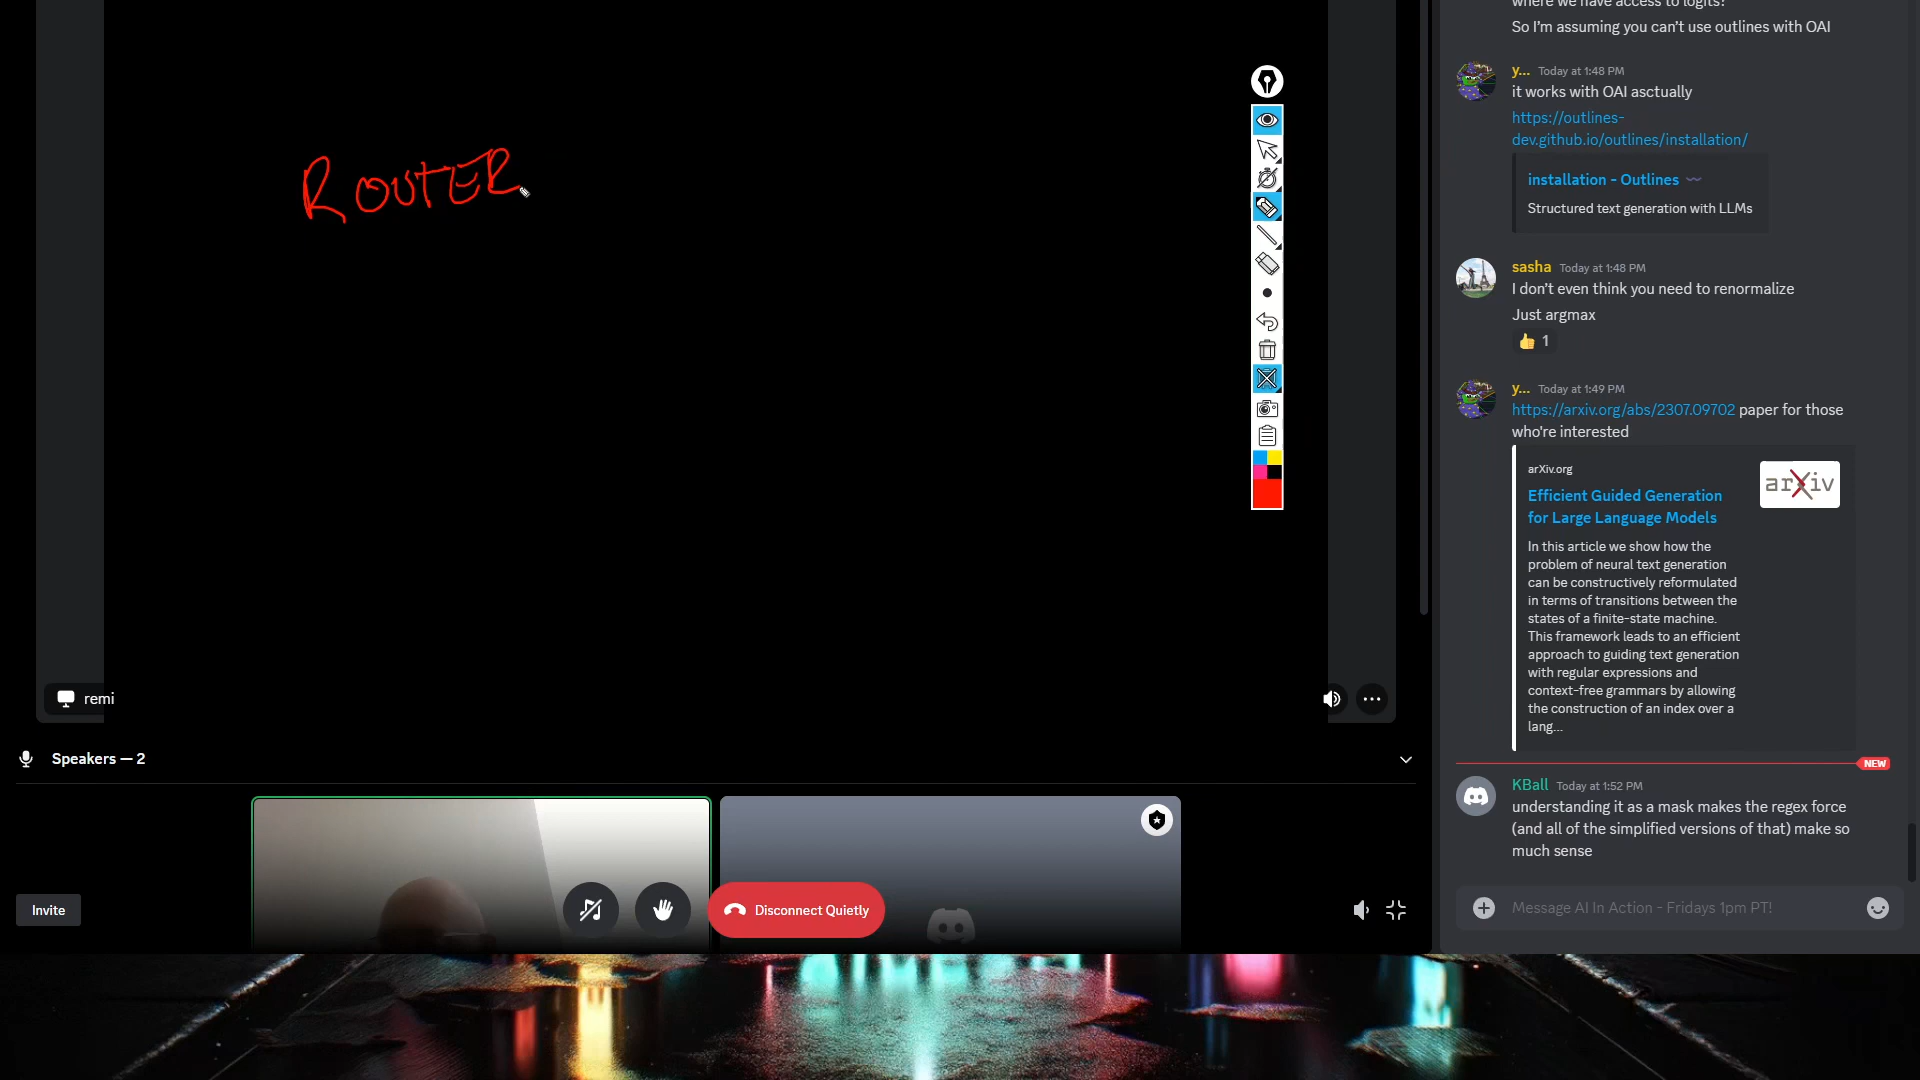 where we have access to logits?
So I'm assuming you can't use outlines with OAI
y... Today at 1:48 PM
it works with OAI asctually
https://outlines-
dev.github.io/outlines/installation/
installation - Outlines
Structured text generation with LLMs
sasha Today at 1:48 PM
I don't even think you need to renormalize
Just argmax
👍 1
y... Today at 1:49 PM
https://arxiv.org/abs/2307.09702 paper for those
who're interested
arXiv.org
arXiv
Efficient Guided Generation
for Large Language Models
In this article we show how the
problem of neural text generation
can be constructively reformulated
in terms of transitions between the
states of a finite-state machine.
This framework leads to an efficient
approach to guiding text generation
with regular expressions and
context-free grammars by allowing
the construction of an index over a
lang...
NEW
KBall Today at 1:52 PM
understanding it as a mask makes the regex force
(and all of the simplified versions of that) make so
much sense
Message AI In Action - Fridays 1pm PT!
ROUTER
remi
Speakers — 2
Invite
Disconnect Quietly